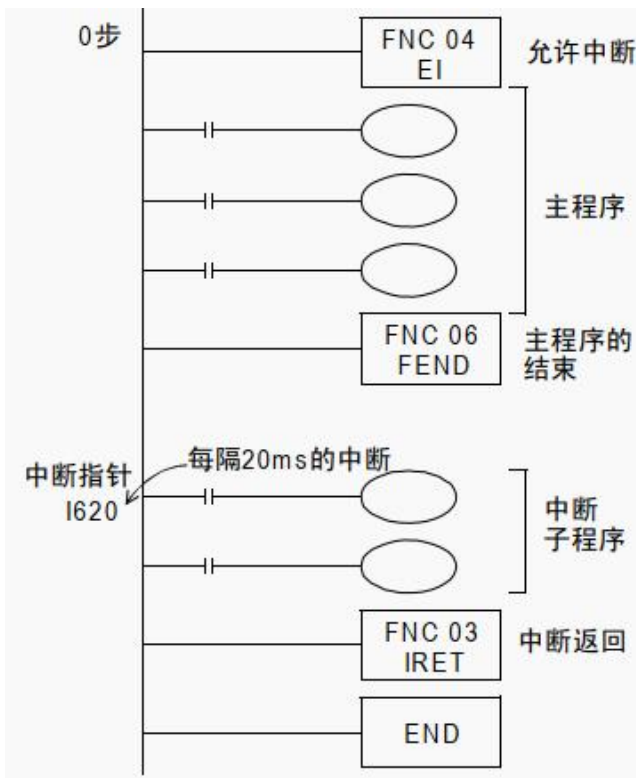 0步
FNC 04
EI
允许中断
主程序
FNC 06
FEND
主程序的
结束
中断指针
I620
每隔20ms的中断
中断
子程序
FNC 03
IRET
中断返回
END